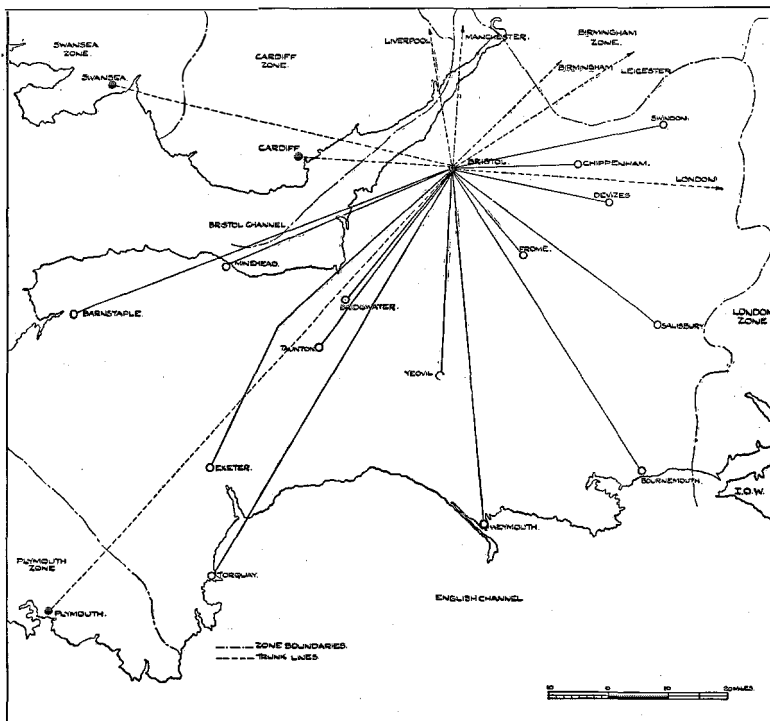 SWANSEA
ZONE.
CARDIFF
ZONE.
LIVERPOOL
MANCHESTER.
BIRMINGHAM
ZONE.
BIRMINGHAM
LEICESTER
SWANSEA
SWINDON.
CARDIFF
BRISTOL.
CHIPPENHAM.
LONDON
DEVIZES
BRISTOL CHANNEL
FROME.
MINEHEAD.
BRIDGWATER.
BARNSTAPLE.
LONDON
ZONE
SALISBURY.
TAUNTON
YEOVIL
EXETER.
BOURNEMOUTH.
I.O.W.
WEYMOUTH.
PLYMOUTH
ZONE
TORQUAY.
ENGLISH CHANNEL
PLYMOUTH.
ZONE BOUNDARIES.
TRUNK LINES
10 0 10 20 MILES.